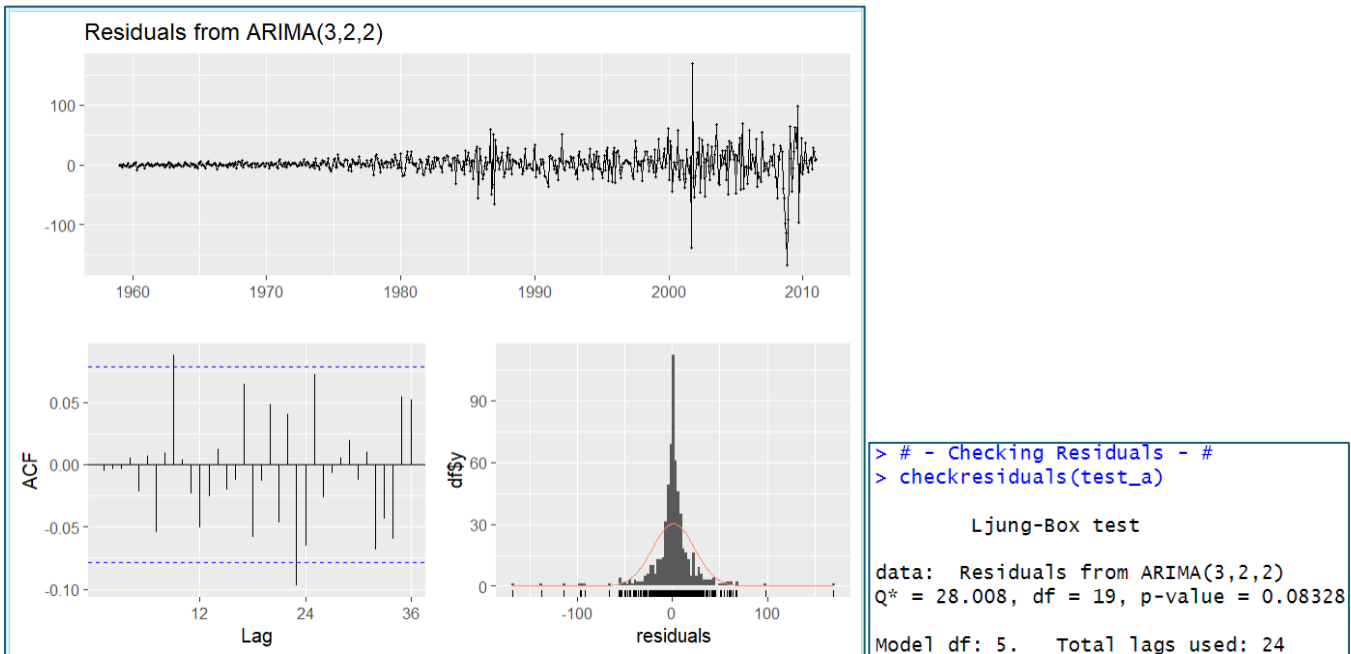 Residuals from ARIMA(3,2,2)
100
0
-100
1960 1970 1980 1990 2000 2010
ACF
0.05
0.00
-0.05
-0.10
12 24 36
Lag
df$y
90
60
30
0
-100 0 100
residuals
> # - Checking Residuals - #
> checkresiduals(test_a)
Ljung-Box test
data: Residuals from ARIMA(3,2,2)
Q* = 28.008, df = 19, p-value = 0.08328
Model df: 5. Total lags used: 24